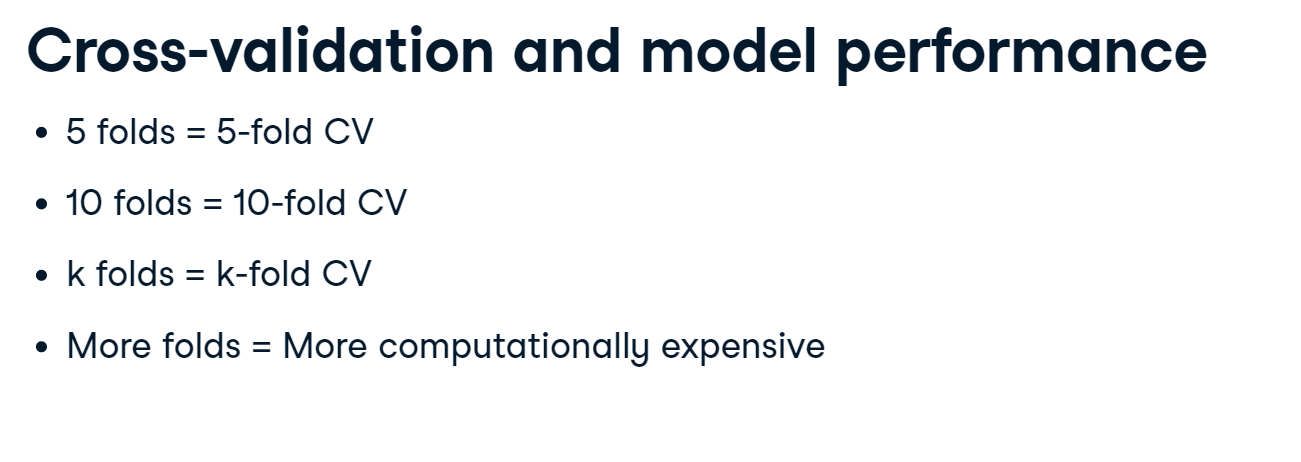 Cross-validation and model performance
• 5 folds = 5-fold CV
• 10 folds = 10-fold CV
• k folds = k-fold CV
• More folds = More computationally expensive